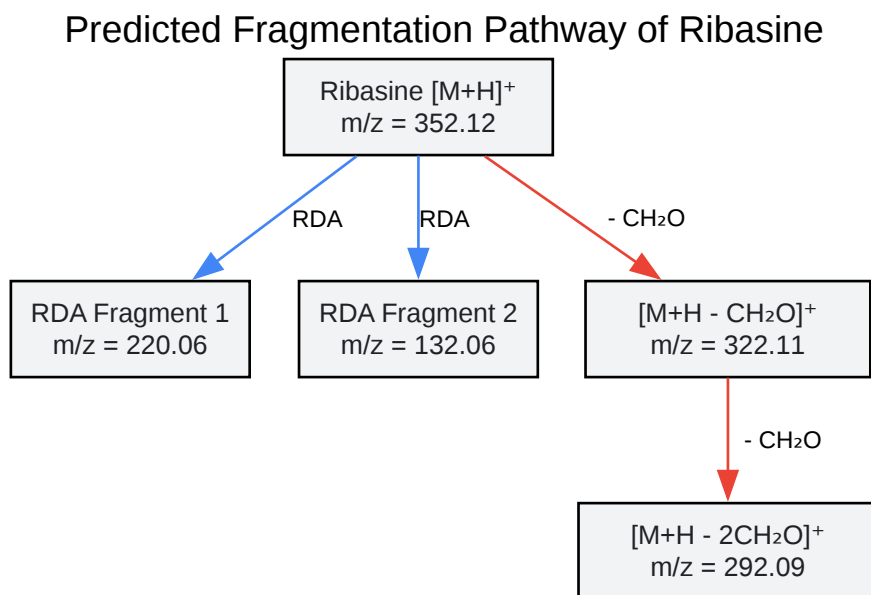 Predicted Fragmentation Pathway of Ribasine
Ribasine [M+H]⁺
m/z = 352.12
RDA
RDA
- CH₂O
RDA Fragment 1
m/z = 220.06
RDA Fragment 2
m/z = 132.06
[M+H - CH₂O]⁺
m/z = 322.11
- CH₂O
[M+H - 2CH₂O]⁺
m/z = 292.09